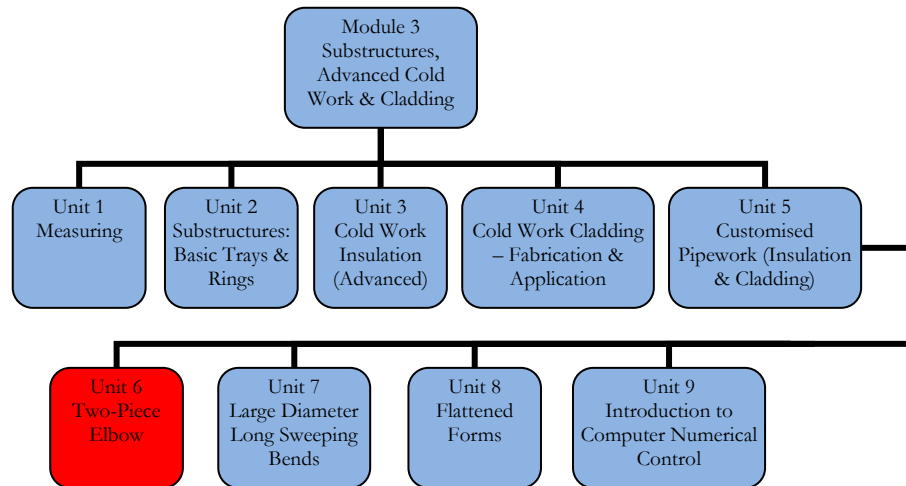 Module 3
Substructures,
Advanced Cold
Work & Cladding
Unit 1
Measuring
Unit 2
Substructures:
Basic Trays &
Rings
Unit 3
Cold Work
Insulation
(Advanced)
Unit 4
Cold Work Cladding
– Fabrication &
Application
Unit 5
Customised
Pipework (Insulation
& Cladding)
Unit 6
Two-Piece
Elbow
Unit 7
Large Diameter
Long Sweeping
Bends
Unit 8
Flattened
Forms
Unit 9
Introduction to
Computer Numerical
Control